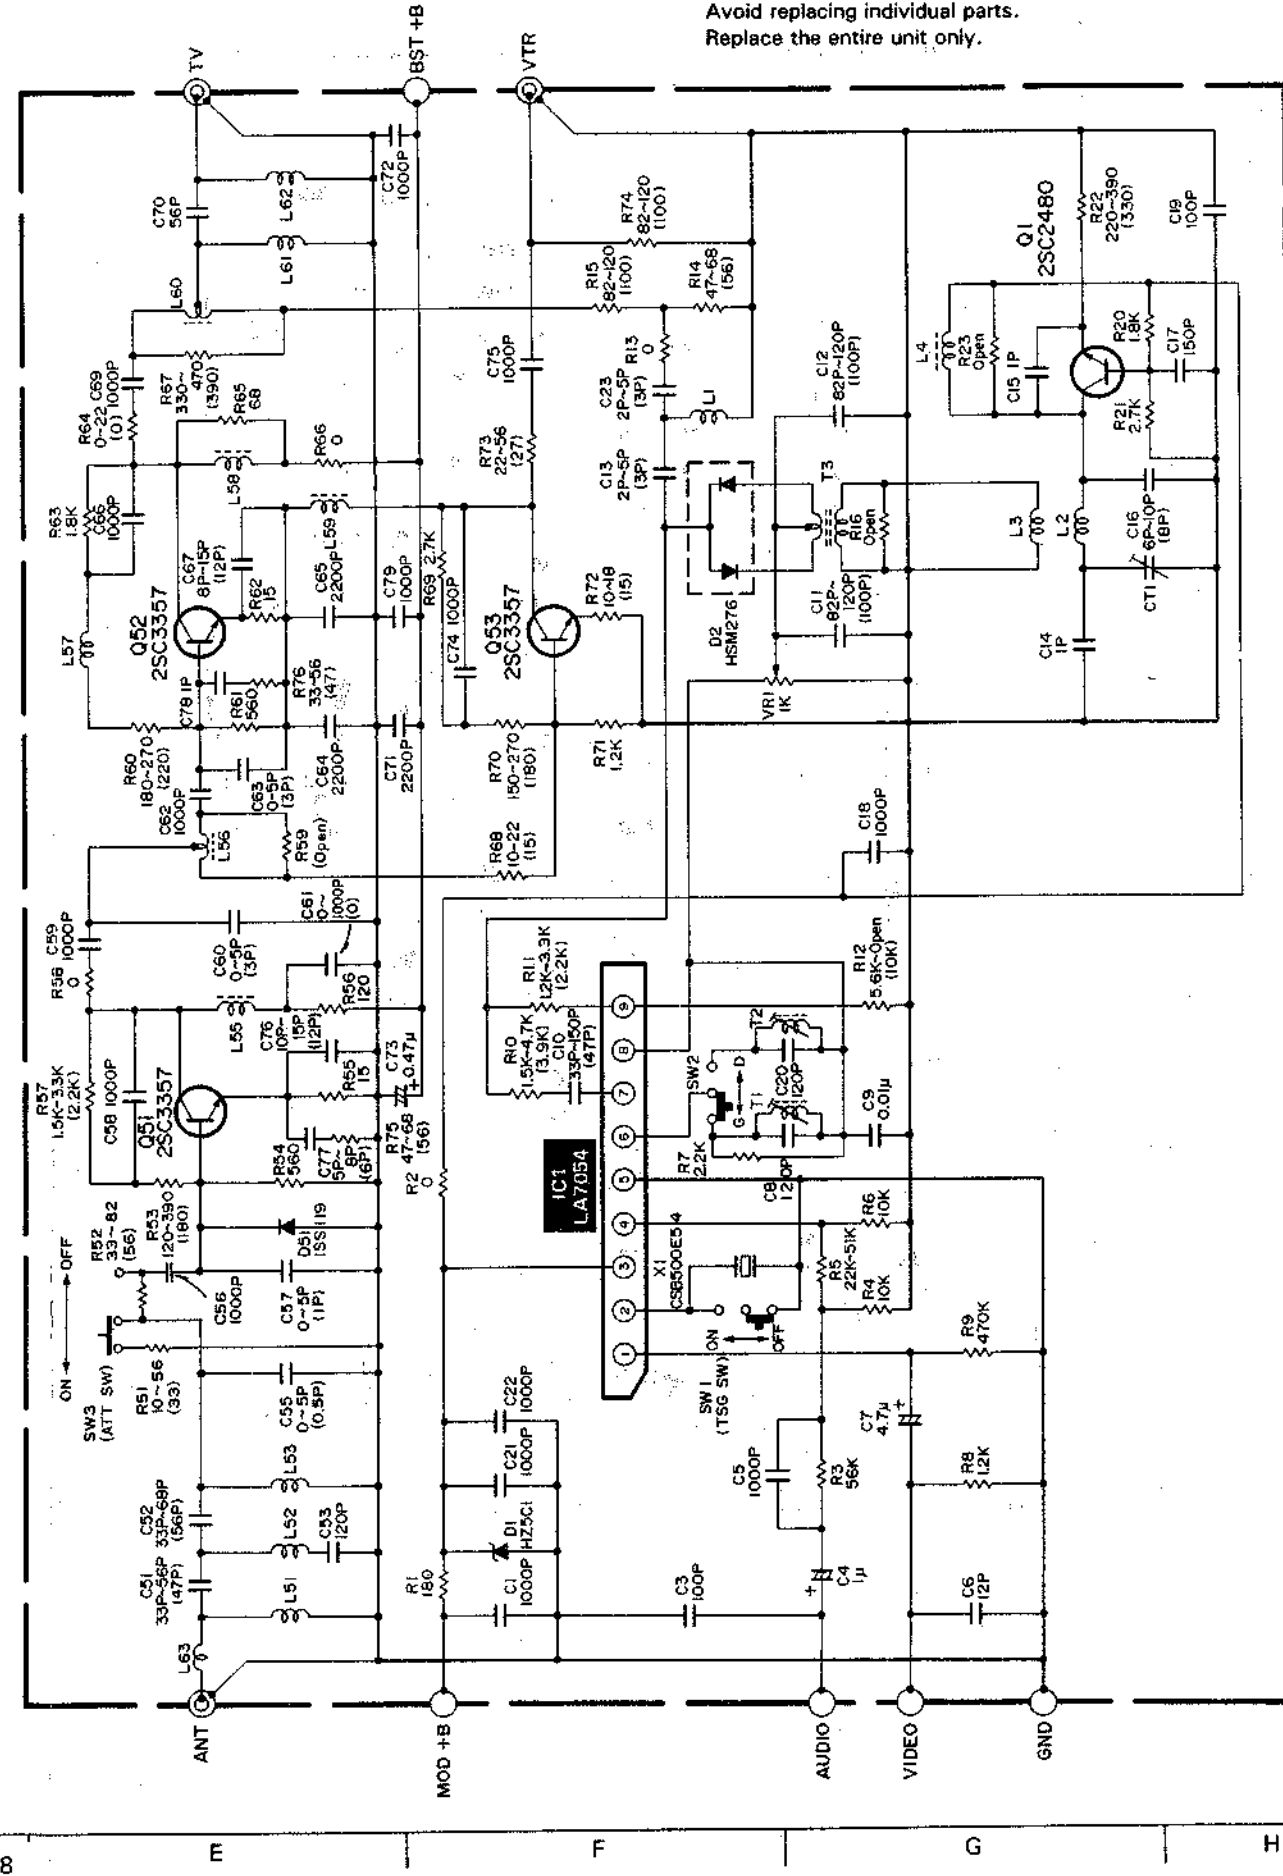 Avoid replacing individual parts.
Replace the entire unit only.
TV
BST +B
VTR
C70
56P
L62
L61
C72
1000P
L60
R74
82~120
(100)
R15
82~120
(100)
R14
47~68
(56)
Q1
2SC2480
R22
220~390
(330)
C19
100P
R64
0~22
(0)
C69
1000P
R67
330~
470
(390)
R65
68
R66
0
C75
1000P
R73
22~56
(27)
R13
0
C23
2P~5P
(3P)
L1
C13
2P~5P
(3P)
C12
82P~120P
(100P)
L4
R23
Open
C15 1P
R20
1.8K
C17
150P
R21
2.7K
R63
1.8K
C66
1000P
L58
C67
8P~15P
(12P)
L59
R62
15
C65
2200P
C79
1000P
R69 2.7K
C74 1000P
T3
R16
Open
L3
L2
C16
6P~10P
(8P)
CT1
L57
Q52
2SC3357
Q53
2SC3357
R72
10~18
(15)
D2
HSM276
C11
82P~
120P
(100P)
C14
1P
C78 1P
R61
560
R76
33~56
(47)
VR1
1K
R60
180~270
(220)
C62
1000P
C63
0~5P
(3P)
C64
2200P
C71
2200P
R70
150~270
(180)
R71
1.2K
L56
R59
(Open)
R68
10~22
(15)
C18
1000P
C59
1000P
R58
0
C60
0~5P
(3P)
C61
0~
1000P
(0)
R56
120
L55
C76
10P~
15P
(12P)
R11
1.2K~3.3K
(2.2K)
R10
1.5K~4.7K
(3.9K)
C10
33P~150P
(47P)
R12
5.6K~Open
(10K)
R57
1.5K~3.3K
(2.2K)
C58 1000P
Q51
2SC3357
R55
15
C73
+0.47μ
9
8
7
6
5
4
3
2
1
SW2
D
G
T2
C20
120P
T1
C9
0.01μ
R54
560
C77
5P~
8P
(6P)
R75
47~68
(56)
R2
0
IC1
LA7054
R7
2.2K
C8
120P
R52
33~82
(56)
R53
120~390
(180)
D51
1SS119
X1
CSB500E54
R6
10K
R5
22K~51K
R4
10K
ON
OFF
C56
1000P
C57
0~5P
(1P)
SW3
(ATT SW)
R51
10~56
(33)
C55
0~5P
(0.5P)
SW1
(TSG SW)
ON
OFF
R9
470K
C22
1000P
C21
1000P
C5
1000P
R3
56K
C7
4.7μ
+
R8
1.2K
C52
33P~68P
(56P)
L53
L52
C53
120P
C51
33P~56P
(47P)
L51
R1
180
D1
HZ5C1
C1
1000P
C3
100P
+
C4
1μ
C6
12P
L63
ANT
MOD +B
AUDIO
VIDEO
GND
8
E
F
G
H